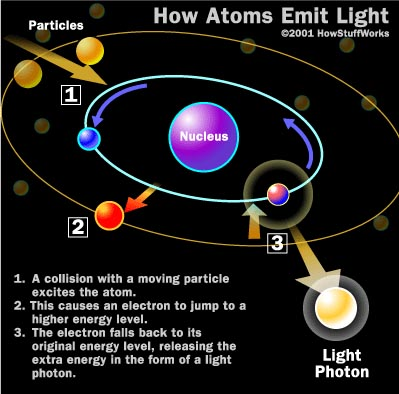 How Atoms Emit Light
©2001 HowStuffWorks
Particles
1
Nucleus
2
3
1. A collision with a moving particle
excites the atom.
2. This causes an electron to jump to a
higher energy level.
3. The electron falls back to its
original energy level, releasing the
extra energy in the form of a light
photon.
Light
Photon